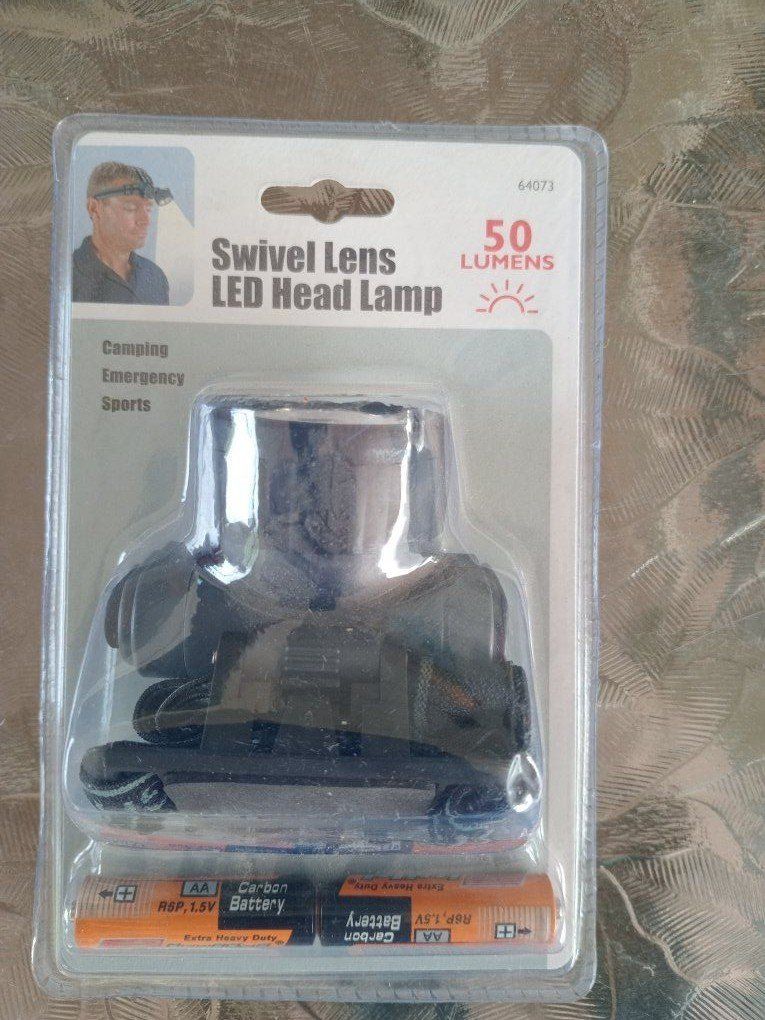 64073
Swivel Lens
LED Head Lamp
50
LUMENS
Camping
Emergency
Sports
AA
Carbon
Battery
R6P, 1.5V
Extra Heavy Duty
Extra Heavy Duty
R6P, 1.5V
Battery
Carbon
AA